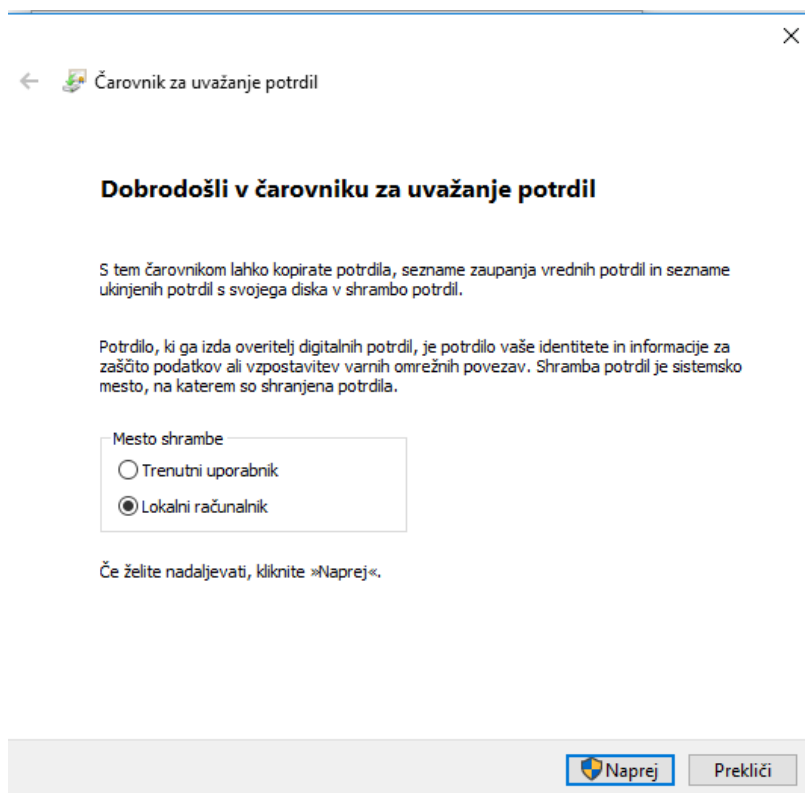 Čarovnik za uvažanje potrdil
Dobrodošli v čarovniku za uvažanje potrdil
S tem čarovnikom lahko kopirate potrdila, sezname zaupanja vrednih potrdil in sezname
ukinjenih potrdil s svojega diska v shrambo potrdil.
Potrdilo, ki ga izda overitelj digitalnih potrdil, je potrdilo vaše identitete in informacije za
zaščito podatkov ali vzpostavitev varnih omrežnih povezav. Shramba potrdil je sistemsko
mesto, na katerem so shranjena potrdila.
Mesto shrambe
Trenutni uporabnik
Lokalni računalnik
Če želite nadaljevati, kliknite »Naprej«.
Naprej
Prekliči